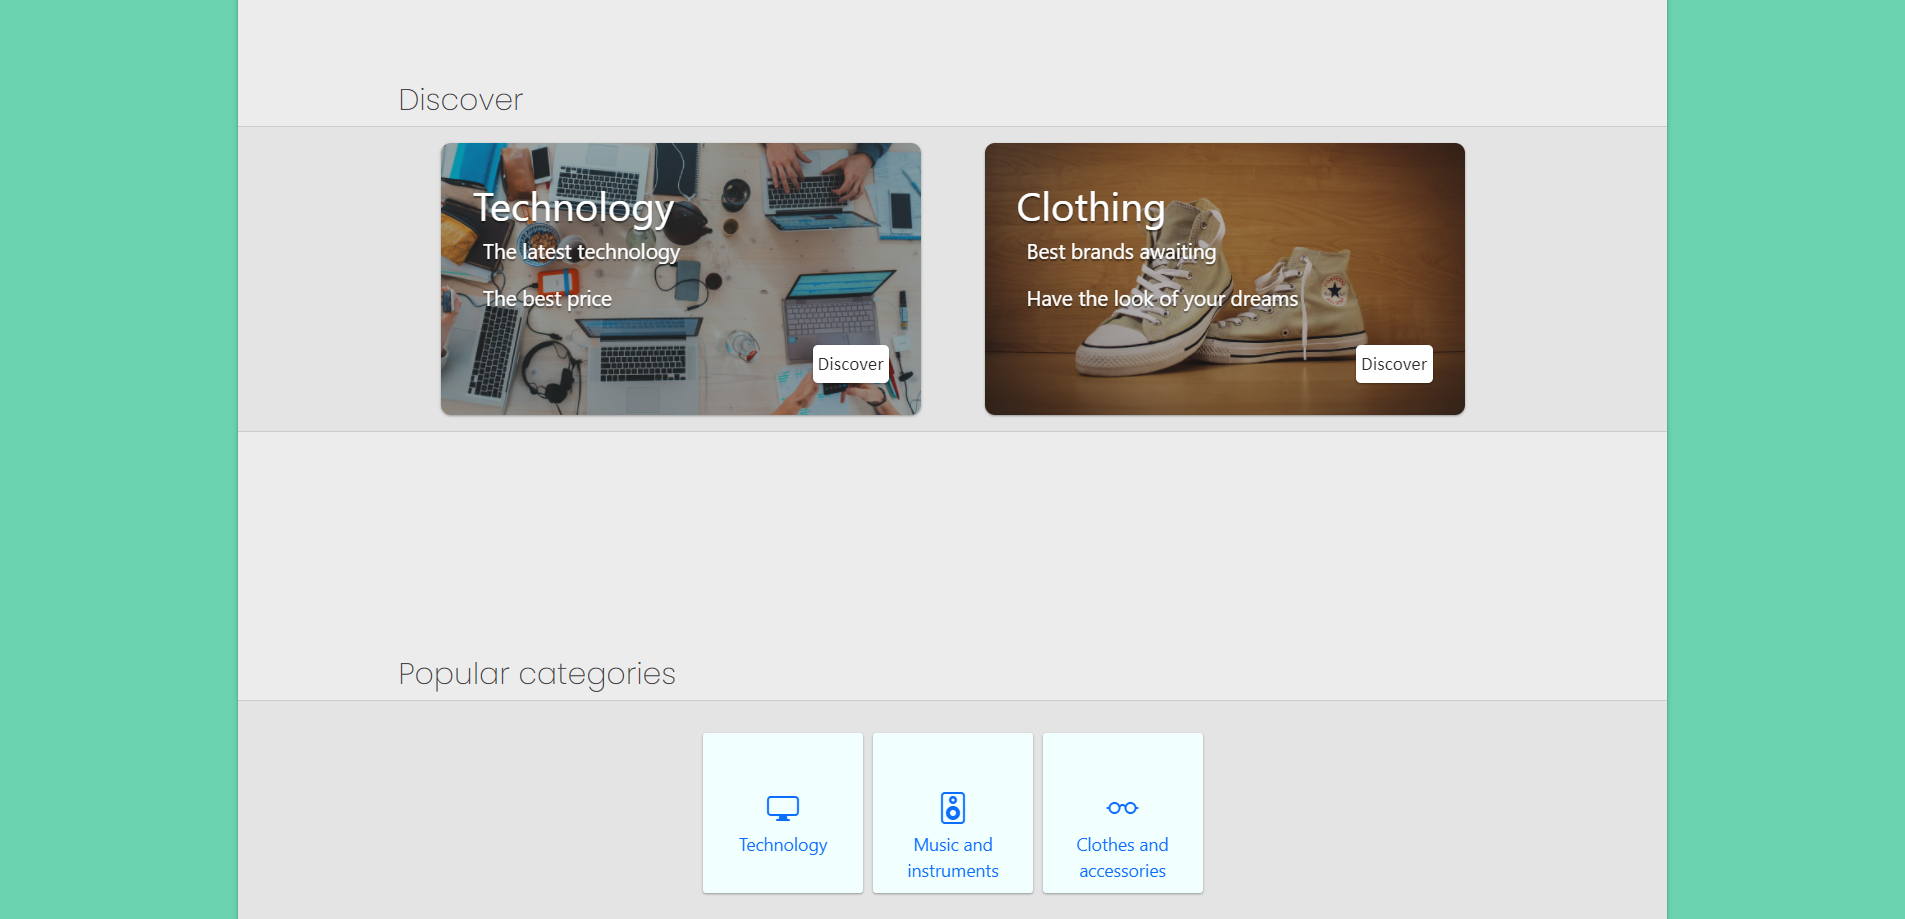 Discover
Technology
The latest technology
The best price
Discover
Clothing
Best brands awaiting
Have the look of your dreams
Discover
Popular categories
Technology
Music and
instruments
Clothes and
accessories